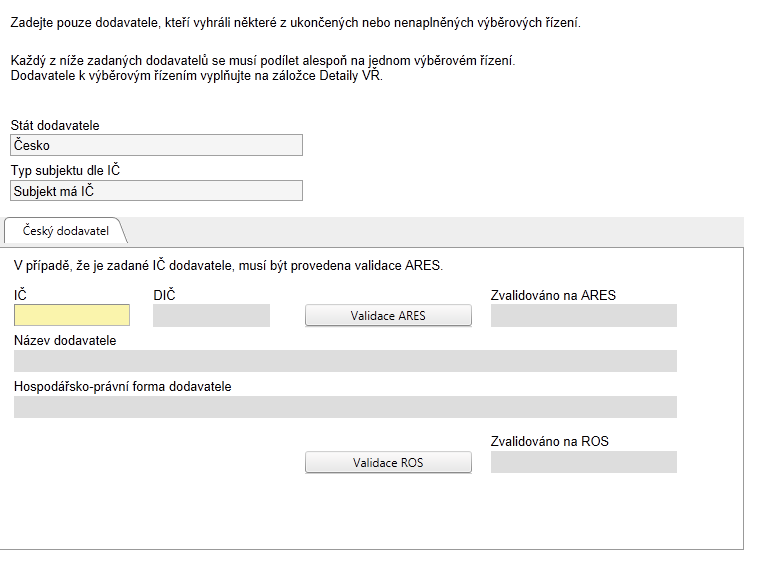 Zadejte pouze dodavatele, kteří vyhráli některé z ukončených nebo nenaplněných výběrových řízení.
Každý z níže zadaných dodavatelů se musí podílet alespoň na jednom výběrovém řízení.
Dodavatele k výběrovým řízením vyplňujte na záložce Detaily VŘ.
Stát dodavatele
Česko
Typ subjektu dle IČ
Subjekt má IČ
Český dodavatel
V případě, že je zadané IČ dodavatele, musí být provedena validace ARES.
IČ DIČ Zvalidováno na ARES
Validace ARES
Název dodavatele
Hospodářsko-právní forma dodavatele
Zvalidováno na ROS
Validace ROS